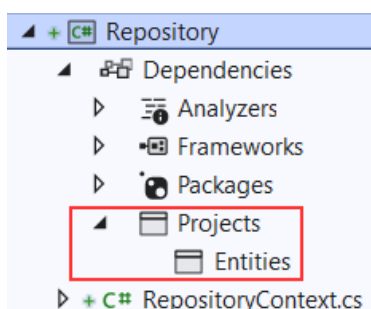 + C# Repository
Dependencies
Analyzers
Frameworks
Packages
Projects
Entities
+ C# RepositoryContext.cs